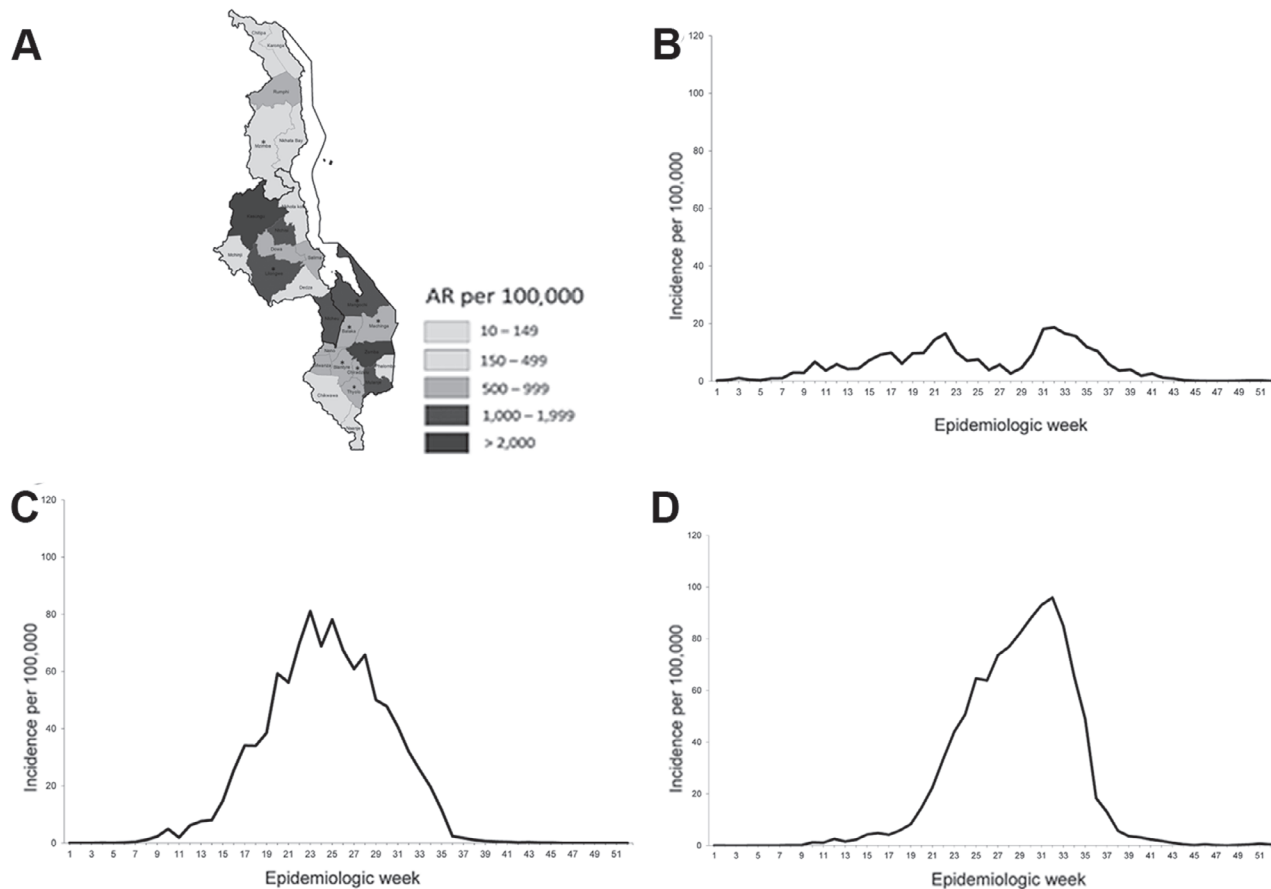 A
Chitipa
Karonga
Rumphi
Mzimba
Nkhata Bay
Dowa
Salima
Mchinji
Dedza
Machinga
Balaka
Chikwawa
AR per 100,000
10 – 149
150 – 499
500 – 999
1,000 – 1,999
> 2,000
B
120
100
80
60
40
20
0
Incidence per 100,000
1 3 5 7 9 11 13 15 17 19 21 23 25 27 29 31 33 35 37 39 41 43 45 47 49 51
Epidemiologic week
C
120
100
80
60
40
20
0
Incidence per 100,000
1 3 5 7 9 11 13 15 17 19 21 23 25 27 29 31 33 35 37 39 41 43 45 47 49 51
Epidemiologic week
D
120
100
80
60
40
20
0
Incidence per 100,000
1 3 5 7 9 11 13 15 17 19 21 23 25 27 29 31 33 35 37 39 41 43 45 47 49 51
Epidemiologic week